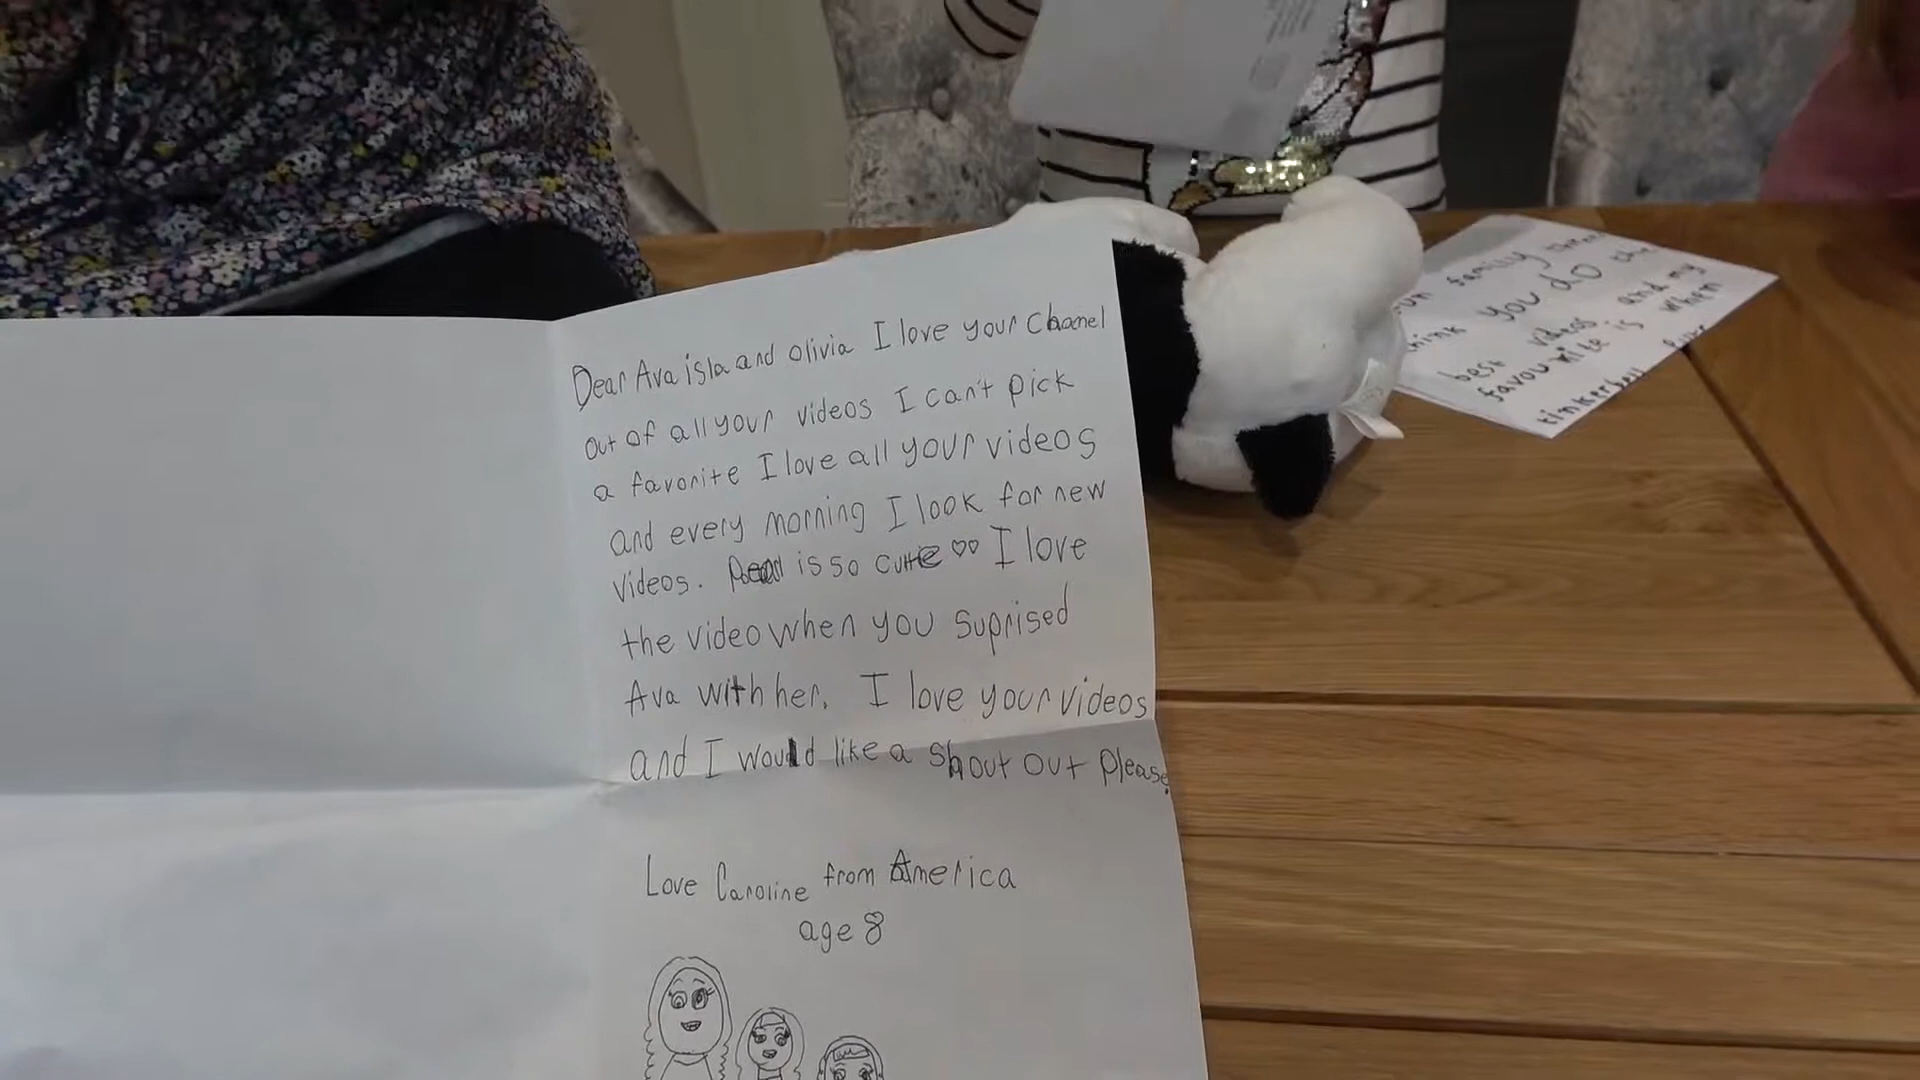 Dear Ava isla and olivia I love your Chanel
out of all your videos I can't pick
a favorite I love all your videos
and every morning I look for new
Videos. is so cute ♡♡ I love
the video when you suprised
Ava with her. I love your videos
and I would like a shout out please.
Love Caroline from America
age 8
family
think you do the
best videos and my
favouwite is when
tinkerbell